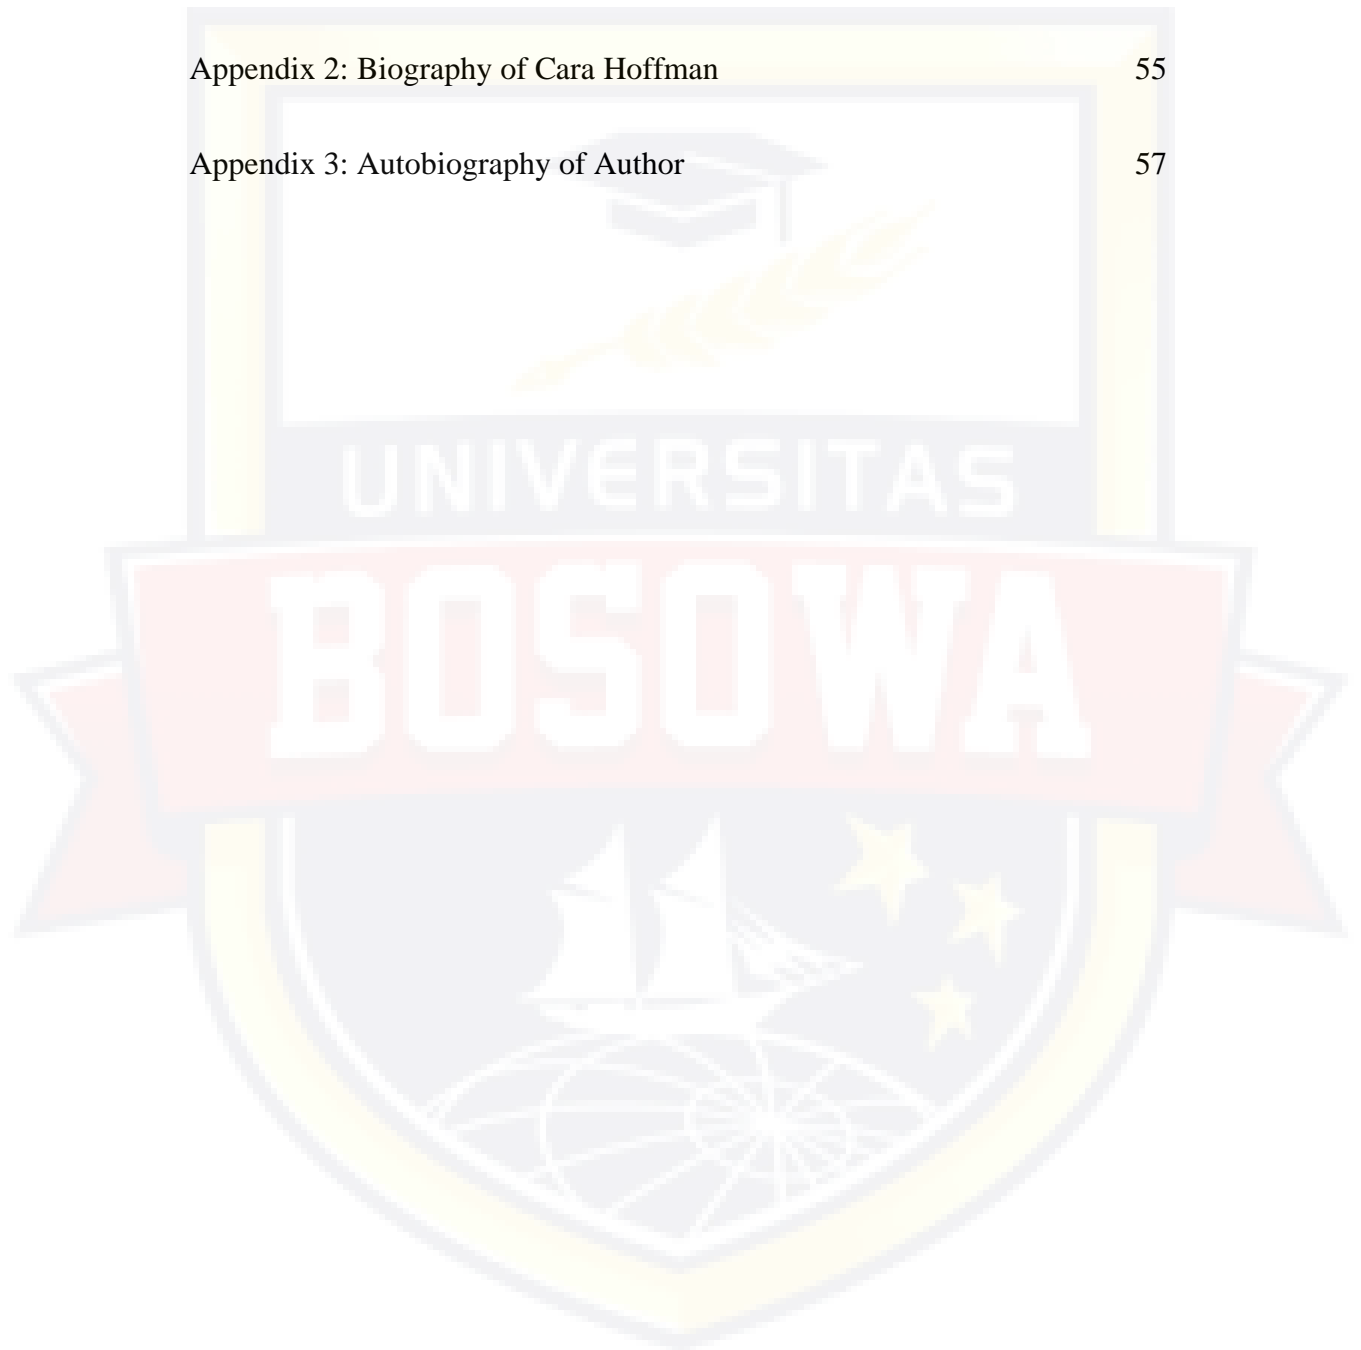 Appendix 2: Biography of Cara Hoffman 55
Appendix 3: Autobiography of Author 57
UNIVERSITAS
BOSOWA